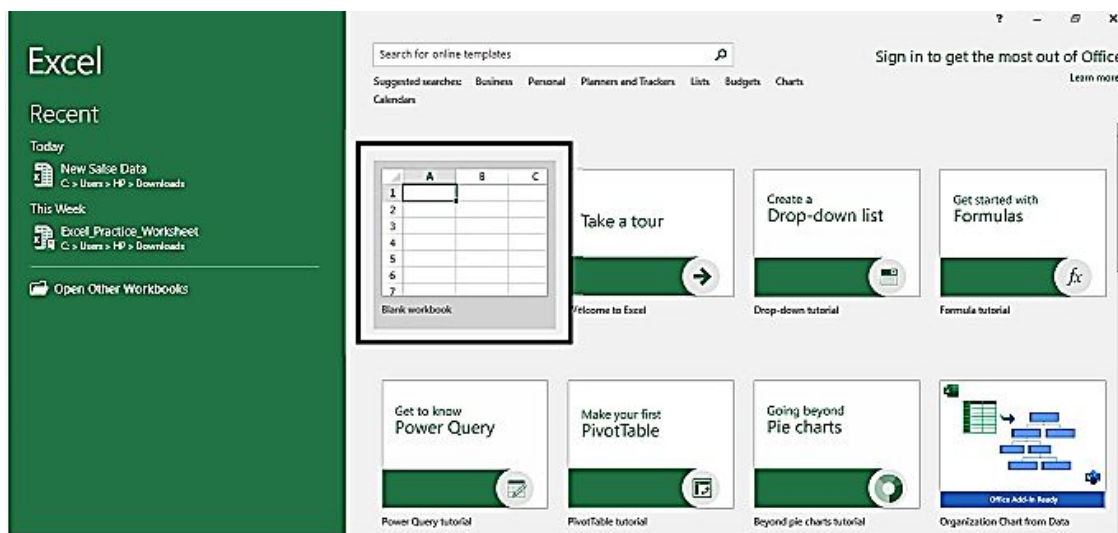 ?
Excel
Search for online templates
Sign in to get the most out of Office
Learn more
Suggested searches: Business Personal Planners and Trackers Lists Budgets Charts
Calendars
Recent
Today
New Salse Data
C: » Users » HP » Downloads
This Week
Excel_Practice_Worksheet
C: » Users » HP » Downloads
Open Other Workbooks
A B C
1
2
3
4
5
6
7
Blank workbook
Take a tour
Welcome to Excel
Create a
Drop-down list
Drop-down tutorial
Get started with
Formulas
fx
Formula tutorial
Get to know
Power Query
Power Query tutorial
Make your first
PivotTable
PivotTable tutorial
Going beyond
Pie charts
Beyond pie charts tutorial
Office Add-In Ready
Organization Chart from Data